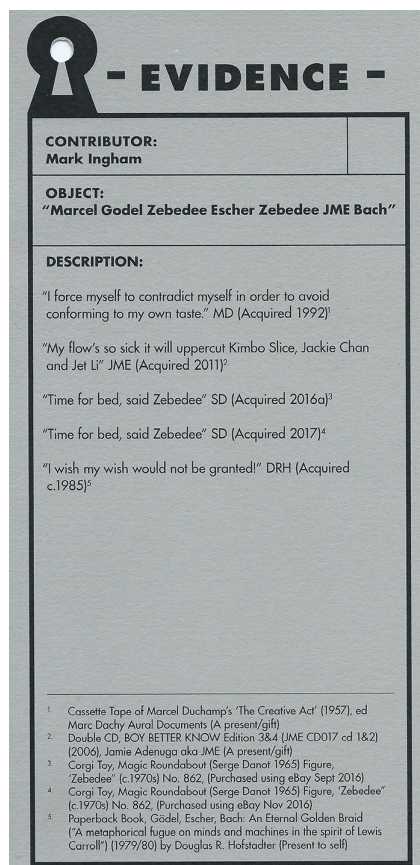 - EVIDENCE -
CONTRIBUTOR:
Mark Ingham
OBJECT:
“Marcel Godel Zebedee Escher Zebedee JME Bach”
DESCRIPTION:
“I force myself to contradict myself in order to avoid
conforming to my own taste.” MD (Acquired 1992)¹
“My flow’s so sick it will uppercut Kimbo Slice, Jackie Chan
and Jet Li” JME (Acquired 2011)²
“Time for bed, said Zebedee” SD (Acquired 2016a)³
“Time for bed, said Zebedee” SD (Acquired 2017)⁴
“I wish my wish would not be granted!” DRH (Acquired
c.1985)⁵
1. Cassette Tape of Marcel Duchamp’s ‘The Creative Act’ (1957), ed
Marc Dachy Aural Documents (A present/gift)
2. Double CD, BOY BETTER KNOW Edition 3&4 (JME CD017 cd 1&2)
(2006), Jamie Adenuga aka JME (A present/gift)
3. Corgi Toy, Magic Roundabout (Serge Danot 1965) Figure,
‘Zebedee” (c.1970s) No. 862, (Purchased using eBay Sept 2016)
4. Corgi Toy, Magic Roundabout (Serge Danot 1965) Figure, ‘Zebedee”
(c.1970s) No. 862, (Purchased using eBay Nov 2016)
5. Paperback Book, Gödel, Escher, Bach: An Eternal Golden Braid
(“A metaphorical fugue on minds and machines in the spirit of Lewis
Carroll”) (1979/80) by Douglas R. Hofstadter (Present to self)